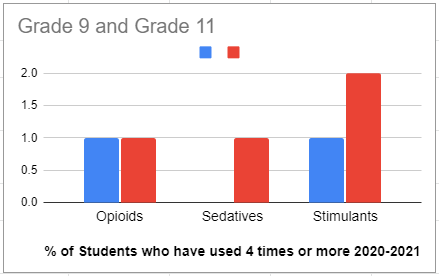 Grade 9 and Grade 11
2.0
1.5
1.0
0.5
0.0
Opioids Sedatives Stimulants
% of Students who have used 4 times or more 2020-2021